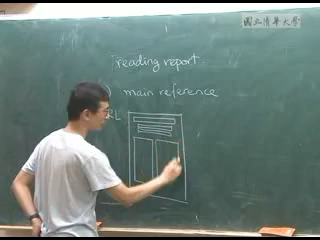 國立清華大學
reading report
main reference